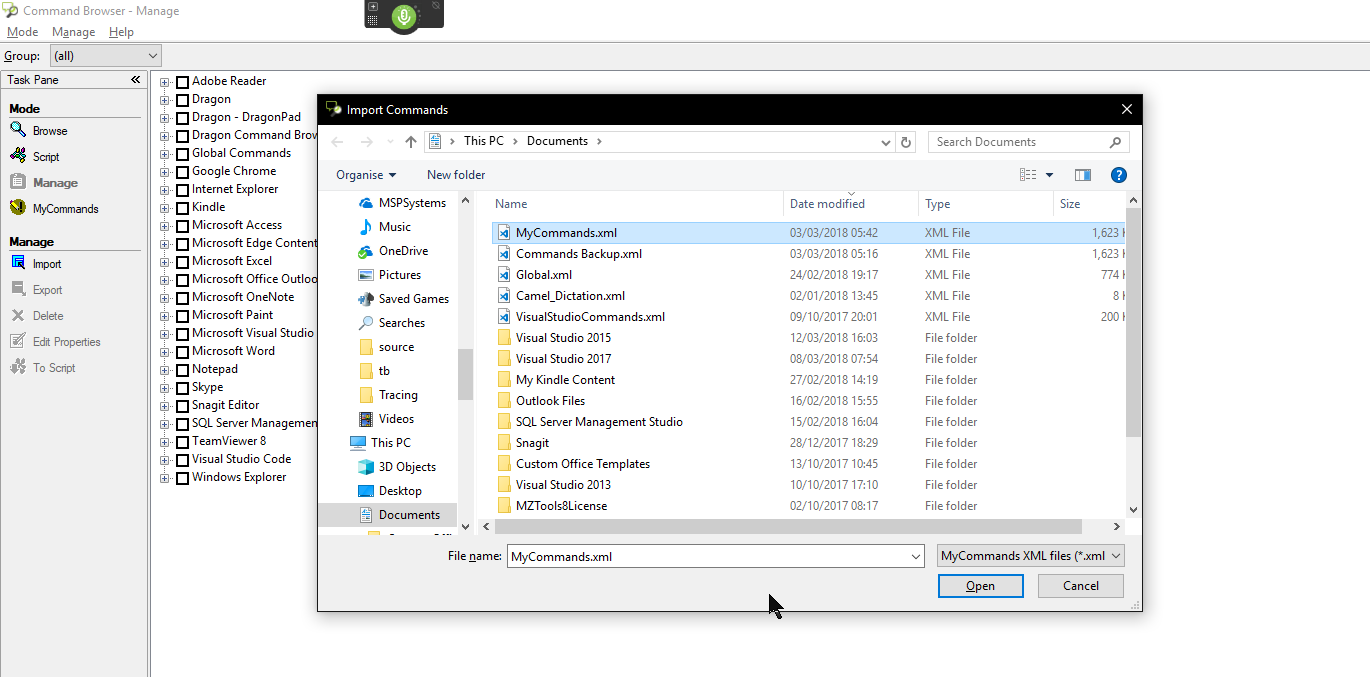 Command Browser - Manage
Mode Manage Help
Group: (all)
Task Pane
Mode
Browse
Script
Manage
MyCommands
Manage
Import
Export
Delete
Edit Properties
To Script
Adobe Reader
Dragon
Dragon - DragonPad
Dragon Command Brow
Global Commands
Google Chrome
Internet Explorer
Kindle
Microsoft Access
Microsoft Edge Content
Microsoft Excel
Microsoft Office Outloo
Microsoft OneNote
Microsoft Paint
Microsoft Visual Studio
Microsoft Word
Notepad
Skype
Snagit Editor
SQL Server Managemen
TeamViewer 8
Visual Studio Code
Windows Explorer
Import Commands
This PC Documents
Search Documents
Organise New folder
MSPSystems
Music
OneDrive
Pictures
Saved Games
Searches
source
tb
Tracing
Videos
This PC
3D Objects
Desktop
Documents
Name Date modified Type Size
MyCommands.xml 03/03/2018 05:42 XML File 1,623
Commands Backup.xml 03/03/2018 05:16 XML File 1,623
Global.xml 24/02/2018 19:17 XML File 774
Camel_Dictation.xml 02/01/2018 13:45 XML File 8
VisualStudioCommands.xml 09/10/2017 20:01 XML File 200
Visual Studio 2015 12/03/2018 16:03 File folder
Visual Studio 2017 08/03/2018 07:54 File folder
My Kindle Content 27/02/2018 14:19 File folder
Outlook Files 16/02/2018 15:55 File folder
SQL Server Management Studio 15/02/2018 16:04 File folder
Snagit 28/12/2017 18:29 File folder
Custom Office Templates 13/10/2017 10:45 File folder
Visual Studio 2013 10/10/2017 17:10 File folder
MZTools8License 02/10/2017 08:17 File folder
File name: MyCommands.xml MyCommands XML files (*.xml
Open Cancel